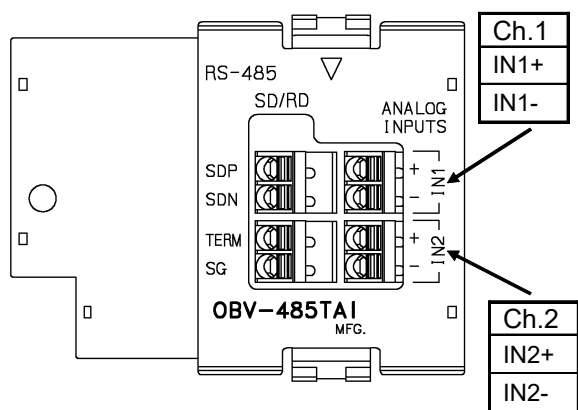 Ch.1
IN1+
IN1-
RS-485
SD/RD
ANALOG
INPUTS
SDP
SDN
TERM
SG
+
-
IN1
+
-
IN2
OBV-485TAI
MFG.
Ch.2
IN2+
IN2-